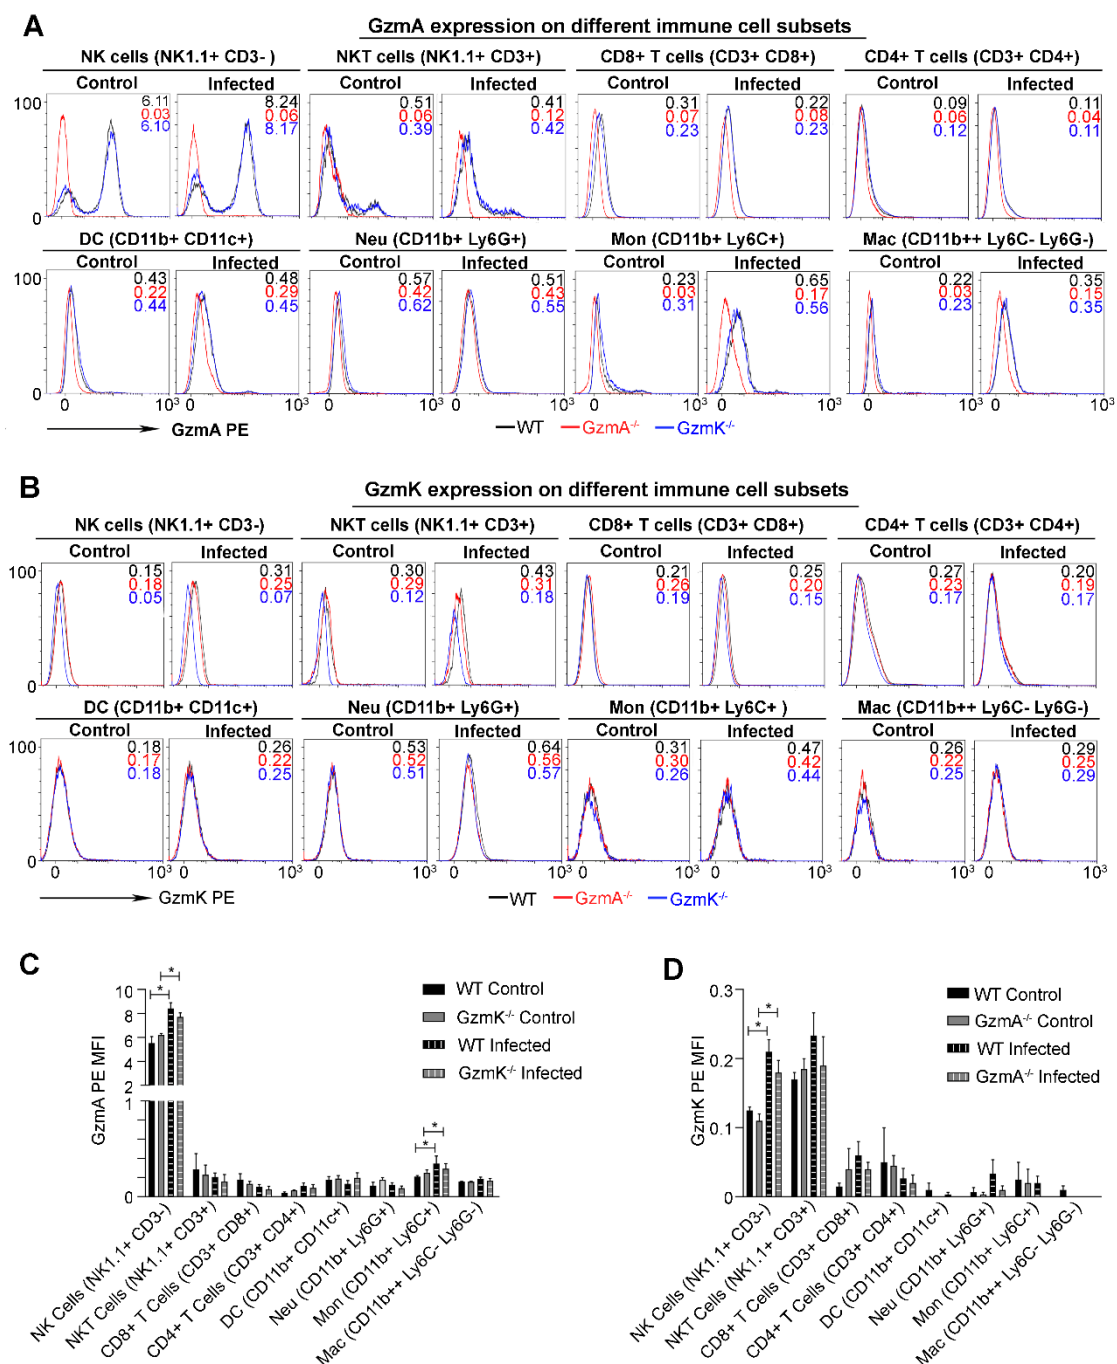 A
GzmA expression on different immune cell subsets
NK cells (NK1.1+ CD3- )
NKT cells (NK1.1+ CD3+)
CD8+ T cells (CD3+ CD8+)
CD4+ T cells (CD3+ CD4+)
Control
Infected
Control
Infected
Control
Infected
Control
Infected
100
0
6.11
0.03
6.10
8.24
0.06
8.17
0.51
0.06
0.39
0.41
0.12
0.42
0.31
0.07
0.23
0.22
0.08
0.23
0.09
0.06
0.12
0.11
0.04
0.11
DC (CD11b+ CD11c+)
Neu (CD11b+ Ly6G+)
Mon (CD11b+ Ly6C+)
Mac (CD11b++ Ly6C- Ly6G-)
Control
Infected
Control
Infected
Control
Infected
Control
Infected
100
0
0.43
0.22
0.44
0.48
0.29
0.45
0.57
0.42
0.62
0.51
0.43
0.55
0.23
0.03
0.31
0.65
0.17
0.56
0.22
0.03
0.23
0.35
0.15
0.35
0 0 10³ 0 0 10³ 0 0 10³ 0 0 10³
GzmA PE
WT GzmA-/- GzmK-/-
B
GzmK expression on different immune cell subsets
NK cells (NK1.1+ CD3-)
NKT cells (NK1.1+ CD3+)
CD8+ T cells (CD3+ CD8+)
CD4+ T cells (CD3+ CD4+)
Control
Infected
Control
Infected
Control
Infected
Control
Infected
100
0
0.15
0.18
0.05
0.31
0.25
0.07
0.30
0.29
0.12
0.43
0.31
0.18
0.21
0.26
0.19
0.25
0.20
0.15
0.27
0.23
0.17
0.20
0.19
0.17
DC (CD11b+ CD11c+)
Neu (CD11b+ Ly6G+)
Mon (CD11b+ Ly6C+ )
Mac (CD11b++ Ly6C- Ly6G-)
Control
Infected
Control
Infected
Control
Infected
Control
Infected
100
0
0.18
0.17
0.18
0.26
0.22
0.25
0.53
0.52
0.51
0.64
0.56
0.57
0.31
0.30
0.26
0.47
0.42
0.44
0.26
0.22
0.25
0.29
0.25
0.29
0 0 10³ 0 0 10³ 0 0 10³ 0 0 10³
GzmK PE
WT GzmA-/- GzmK-/-
C
GzmA PE MFI
10
8
6
4
2
1
0
*
*
*
*
WT Control
GzmK-/- Control
WT Infected
GzmK-/- Infected
NK Cells (NK1.1+ CD3-)
NKT Cells (NK1.1+ CD3+)
CD8+ T Cells (CD3+ CD8+)
CD4+ T Cells (CD3+ CD4+)
DC (CD11b+ CD11c+)
Neu (CD11b+ Ly6G+)
Mon (CD11b+ Ly6C+)
Mac (CD11b++ Ly6C- Ly6G-)
D
GzmK PE MFI
0.3
0.2
0.1
0
*
*
WT Control
GzmA-/- Control
WT Infected
GzmA-/- Infected
NK Cells (NK1.1+ CD3-)
NKT Cells (NK1.1+ CD3+)
CD8+ T Cells (CD3+ CD8+)
CD4+ T Cells (CD3+ CD4+)
DC (CD11b+ CD11c+)
Neu (CD11b+ Ly6G+)
Mon (CD11b+ Ly6C+)
Mac (CD11b++ Ly6C- Ly6G-)